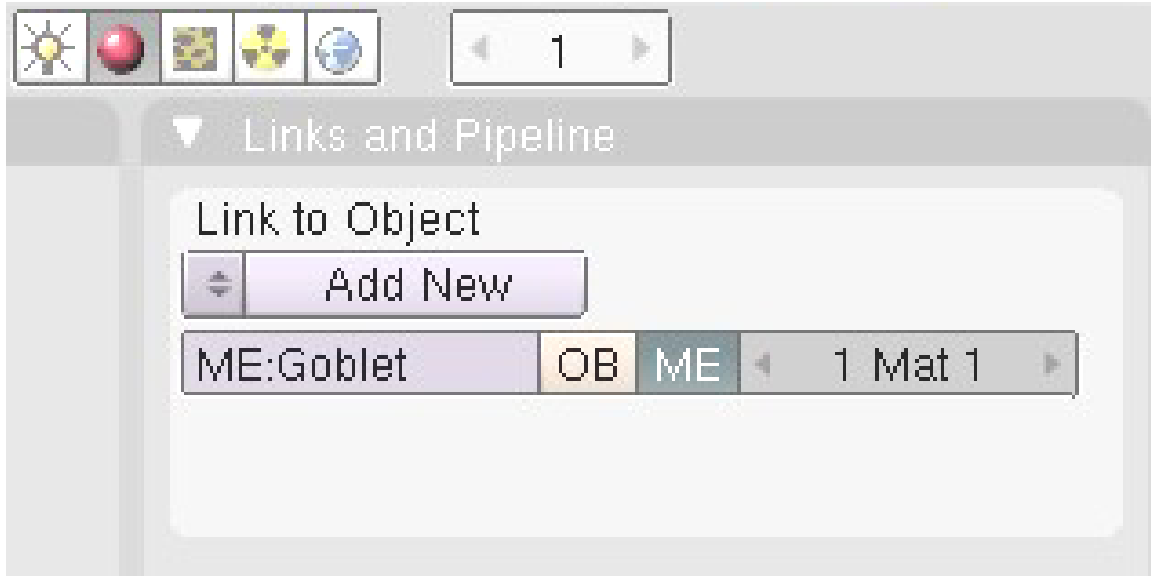 1
Links and Pipeline
Link to Object
Add New
ME:Goblet OB ME 1 Mat 1